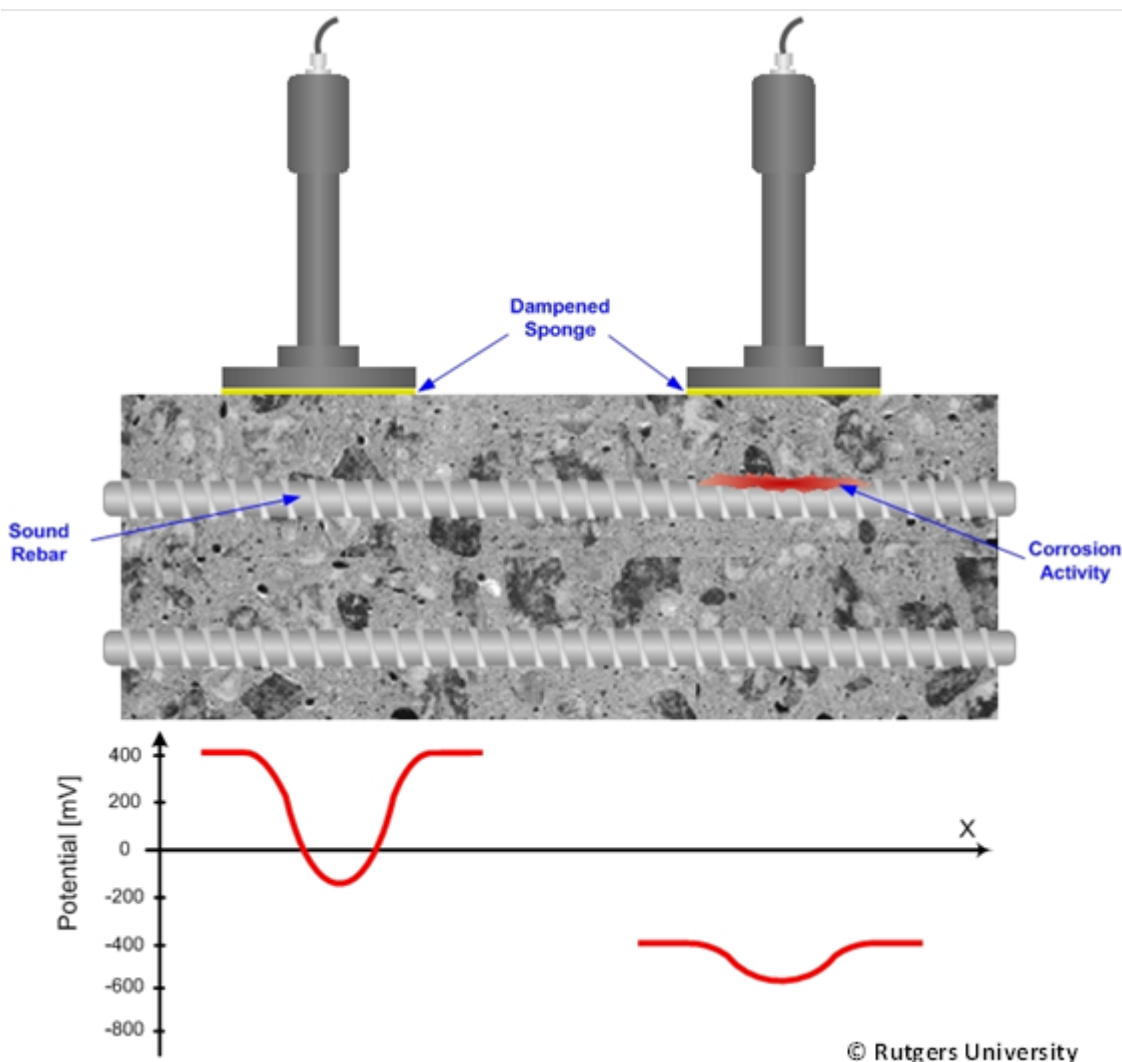 Dampened
Sponge
Sound
Rebar
Corrosion
Activity
Potential [mV]
400
200
0
-200
-400
-600
-800
X
© Rutgers University